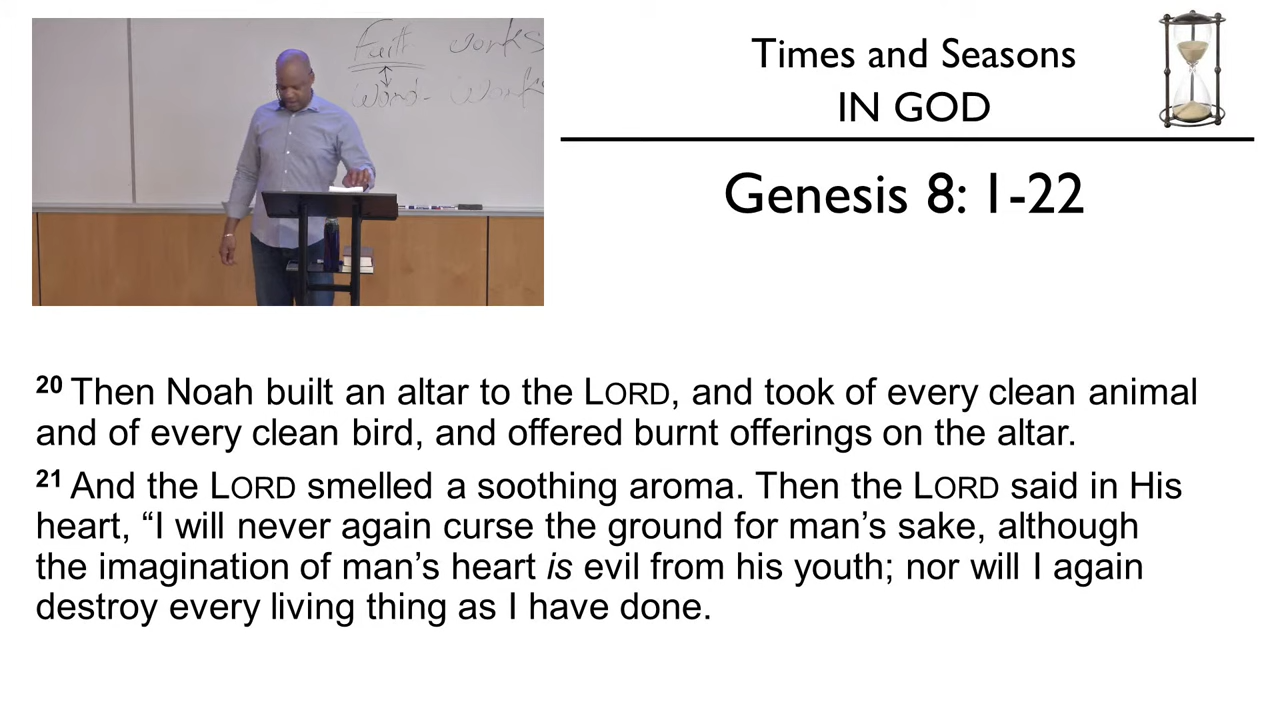 Faith works
Word - Works
Times and Seasons
IN GOD
Genesis 8: 1-22
20 Then Noah built an altar to the LORD, and took of every clean animal
and of every clean bird, and offered burnt offerings on the altar.
21 And the LORD smelled a soothing aroma. Then the LORD said in His
heart, “I will never again curse the ground for man’s sake, although
the imagination of man’s heart is evil from his youth; nor will I again
destroy every living thing as I have done.